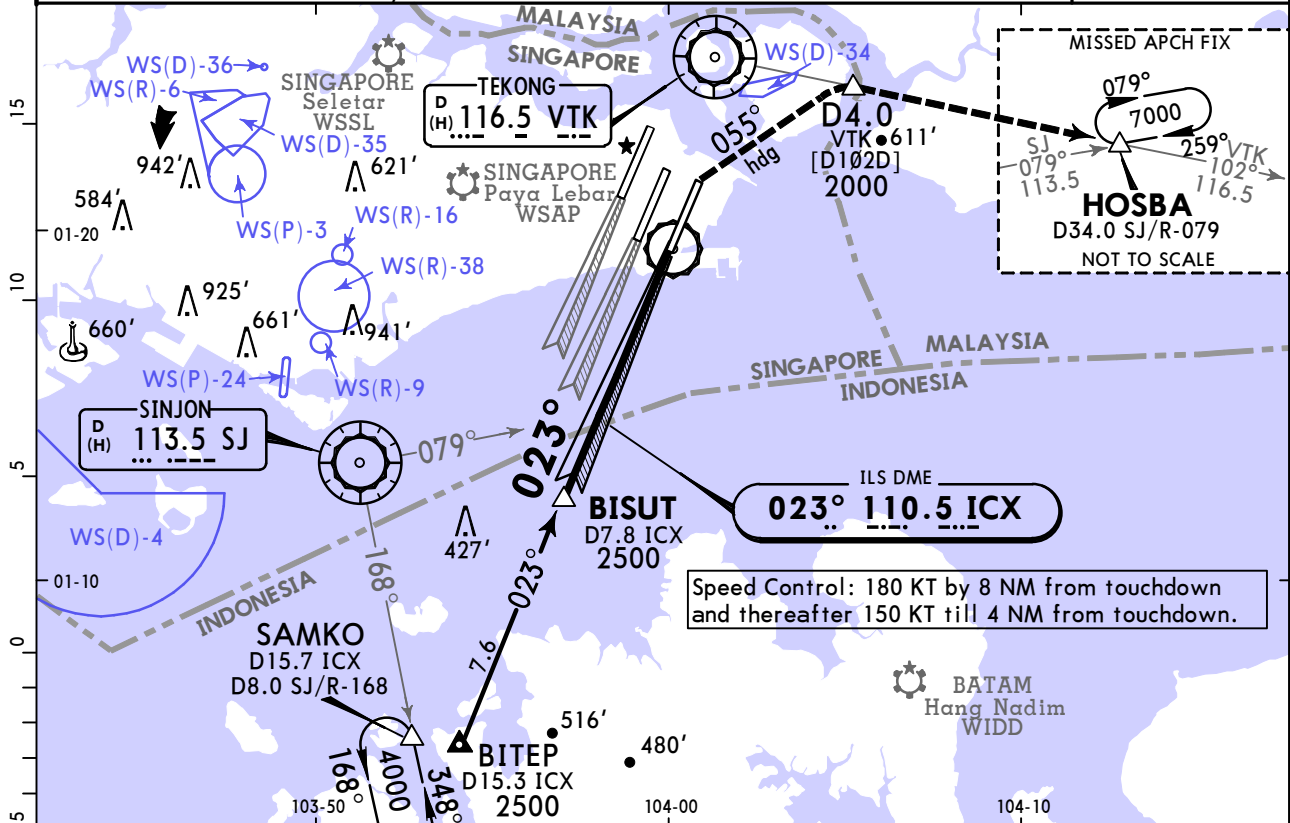 MALAYSIA
SINGAPORE
MISSED APCH FIX
WS(D)-36
WS(R)-6
SINGAPORE
Seletar
WSSL
TEKONG
D
(H) 116.5 VTK
WS(D)-34
079°
7000
15
WS(D)-35
055°
hdg
D4.0
VTK
611'
[D102D]
2000
SJ
079°
113.5
259°
VTK
102°
116.5
942'
621'
SINGAPORE
Paya Lebar
WSAP
584'
WS(P)-3
WS(R)-16
HOSBA
D34.0 SJ/R-079
NOT TO SCALE
01-20
WS(R)-38
10
925'
661'
941'
660'
SINGAPORE
MALAYSIA
INDONESIA
WS(P)-24
WS(R)-9
SINJON
D
(H) 113.5 SJ
079°
023°
5
ILS DME
023° 110.5 ICX
BISUT
D7.8 ICX
2500
WS(D)-4
427'
168°
023°
01-10
INDONESIA
Speed Control: 180 KT by 8 NM from touchdown
and thereafter 150 KT till 4 NM from touchdown.
0
SAMKO
D15.7 ICX
D8.0 SJ/R-168
7.6
BATAM
Hang Nadim
WIDD
516'
480'
BITEP
D15.3 ICX
2500
168°
4000
348°
103-50
104-00
104-10
5